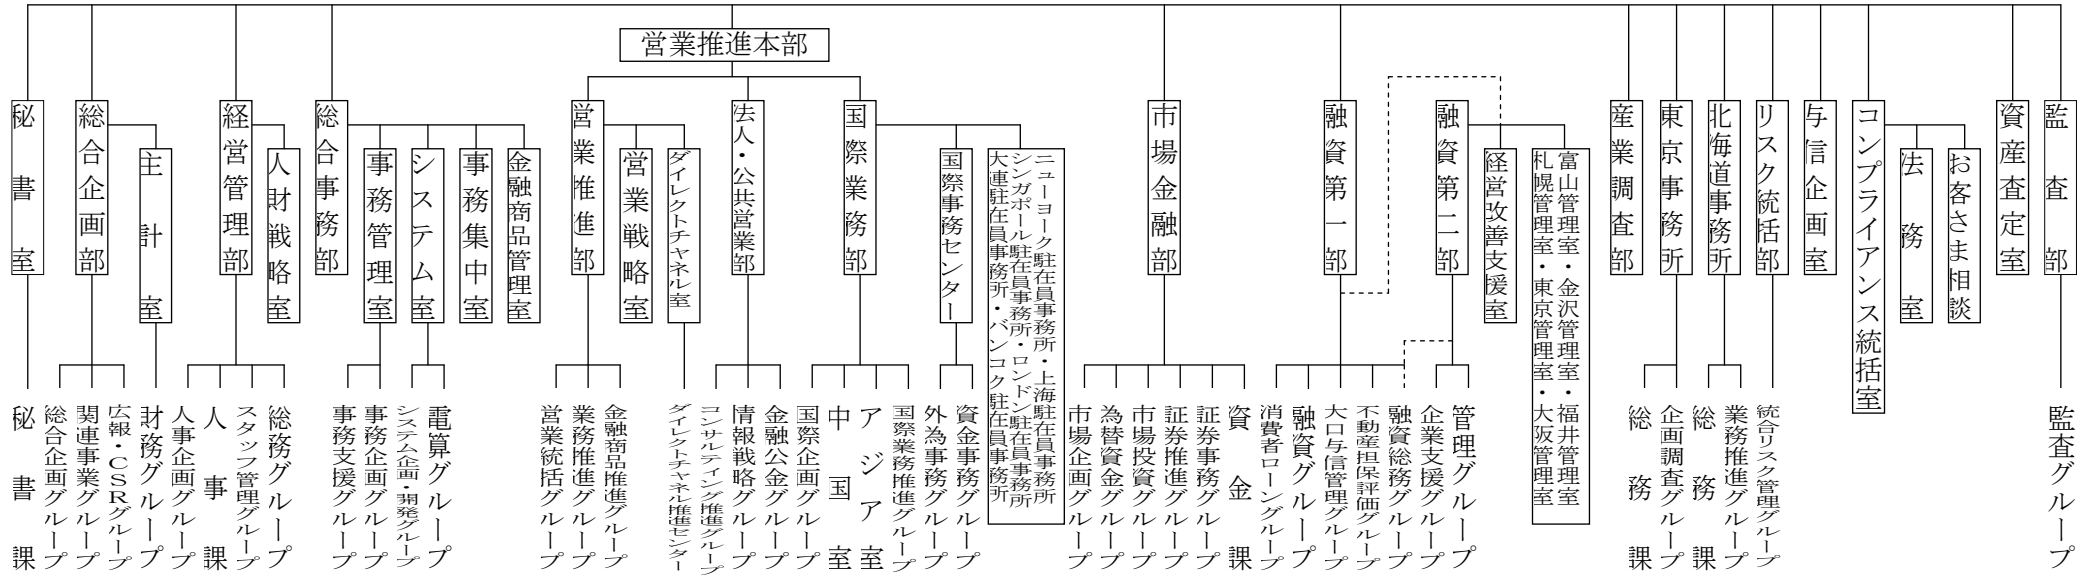 営業推進本部
秘書室
総合企画部
主計室
経営管理部
人財戦略室
総合事務部
事務管理室
システム室
事務集中室
金融商品管理室
営業推進部
営業戦略室
ダイレクトチャネル室
法人・公共営業部
国際業務部
国際事務センター
ニューヨーク駐在員事務所・上海駐在員事務所
シンガポール駐在員事務所・ロンドン駐在員事務所
大連駐在員事務所・バンコク駐在員事務所
市場金融部
融資第一部
融資第二部
経営改善支援室
富山管理室・金沢管理室・福井管理室
札幌管理室・東京管理室・大阪管理室
産業調査部
東京事務所
北海道事務所
リスク統括部
与信企画室
コンプライアンス統括室
法務室
お客さま相談
資産査定室
監査部
秘書課
総合企画グループ
関連事業グループ
広報・CSRグループ
財務グループ
人事企画グループ
人事課
スタッフ管理グループ
総務グループ
事務支援グループ
事務企画グループ
システム企画・開発グループ
電算グループ
営業統括グループ
業務推進グループ
金融商品推進グループ
ダイレクトチャネル推進センター
コンサルティング推進グループ
情報戦略グループ
金融公金グループ
国際企画グループ
中国室
アジア室
国際業務推進グループ
外為事務グループ
資金事務グループ
市場企画グループ
為替資金グループ
市場投資グループ
証券推進グループ
証券事務グループ
資金課
消費者ローングループ
融資グループ
大口与信管理グループ
不動産担保評価グループ
融資総務グループ
企業支援グループ
管理グループ
総務課
企画調査グループ
総務課
業務推進グループ
統合リスク管理グループ
監査グループ